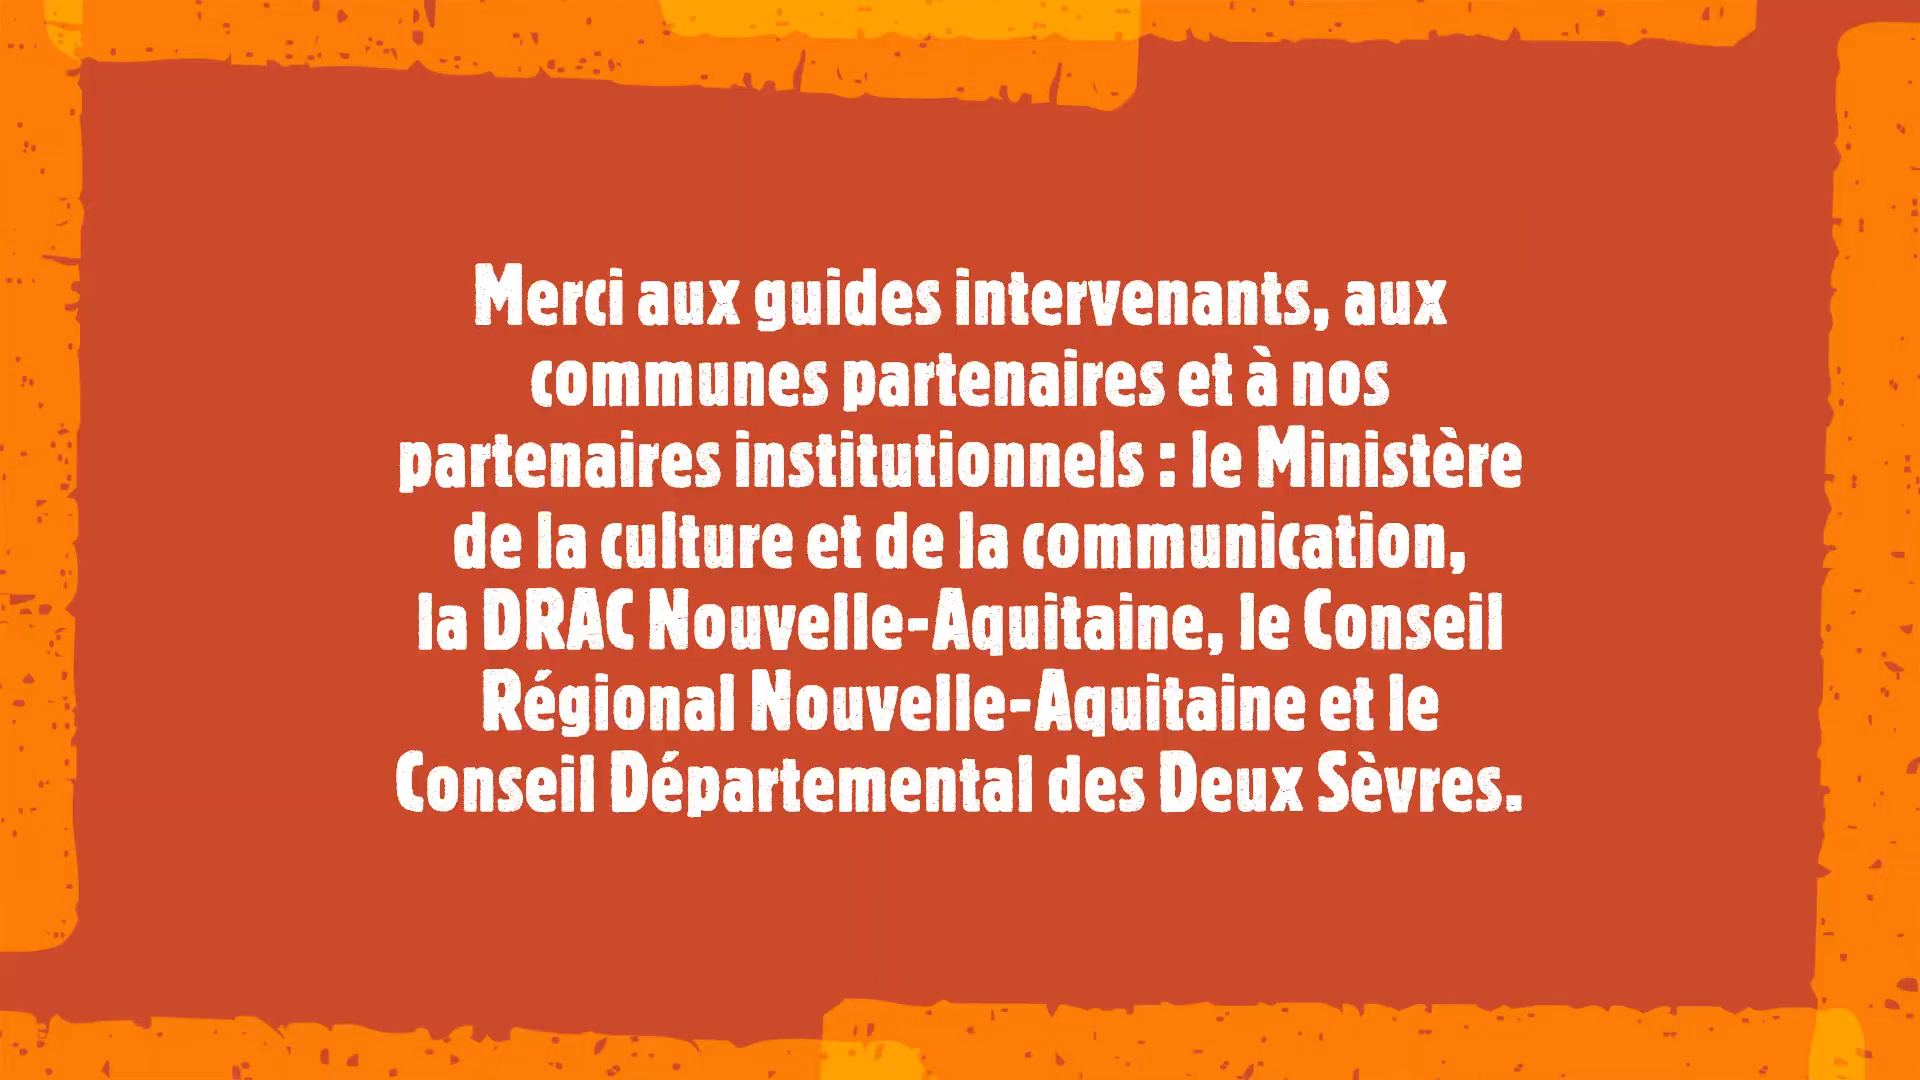 Merci aux guides intervenants, aux
communes partenaires et à nos
partenaires institutionnels : le Ministère
de la culture et de la communication,
la DRAC Nouvelle-Aquitaine, le Conseil
Régional Nouvelle-Aquitaine et le
Conseil Départemental des Deux Sèvres.